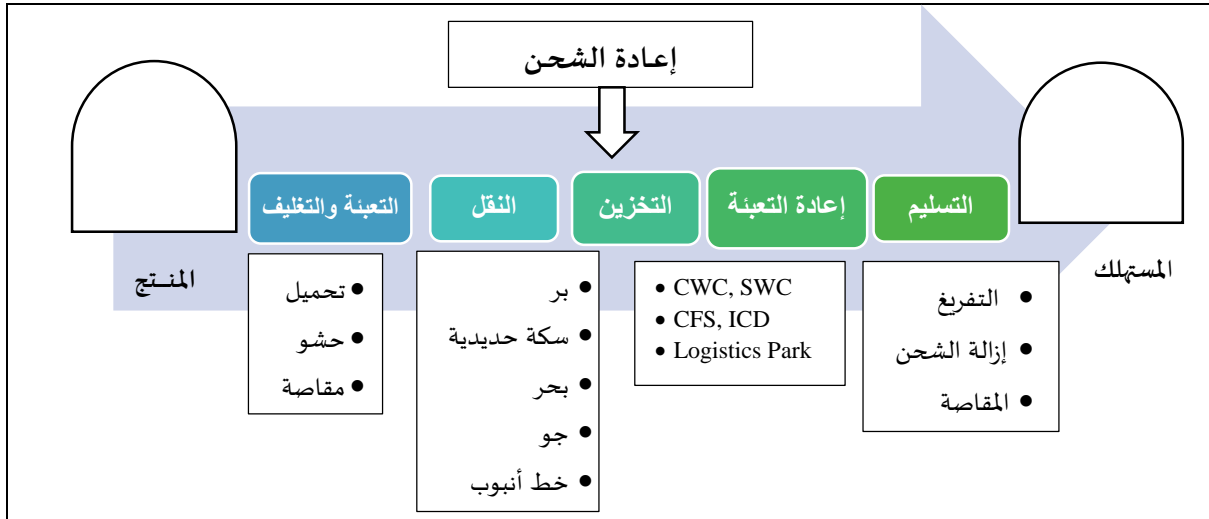 إعادة الشحن
التعبئة والتغليف
النقل
التخزين
إعادة التعبئة
التسليم
المنـتج
المستهلك
• تحميل
• حشو
• مقاصة
• بر
• سكة حديدية
• بحر
• جو
• خط أنبوب
• CWC, SWC
• CFS, ICD
• Logistics Park
• التفريغ
• إزالة الشحن
• المقاصة